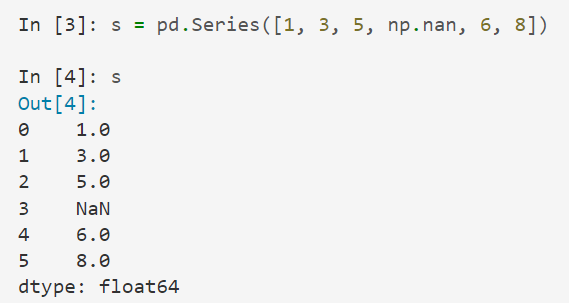 In [3]: s = pd.Series([1, 3, 5, np.nan, 6, 8])
In [4]: s
Out[4]:
0    1.0
1    3.0
2    5.0
3    NaN
4    6.0
5    8.0
dtype: float64